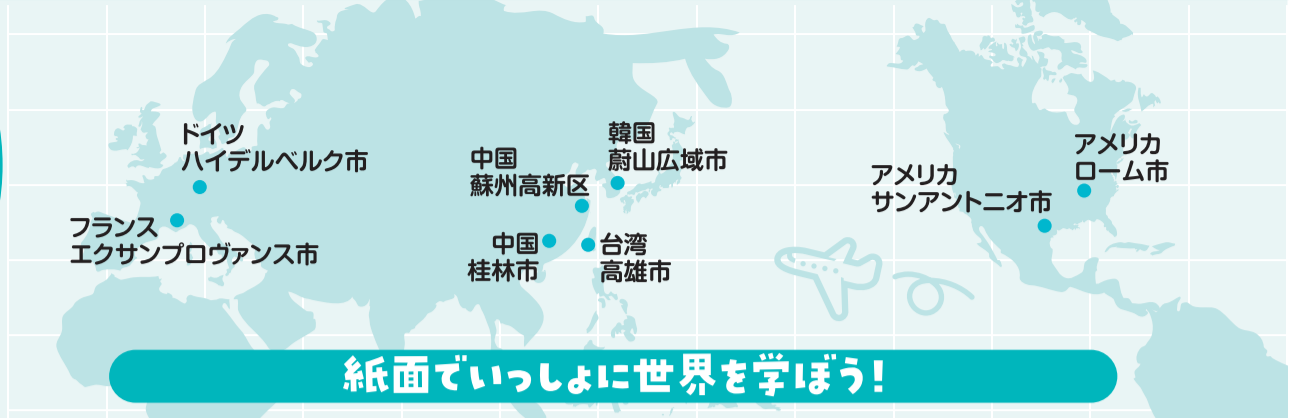 ドイツ
ハイデルベルク市
フランス
エクサンプロヴァンス市
中国
蘇州高新区
韓国
蔚山広域市
中国
桂林市
台湾
高雄市
アメリカ
サンアントニオ市
アメリカ
ローム市
紙面でいっしょに世界を学ぼう!